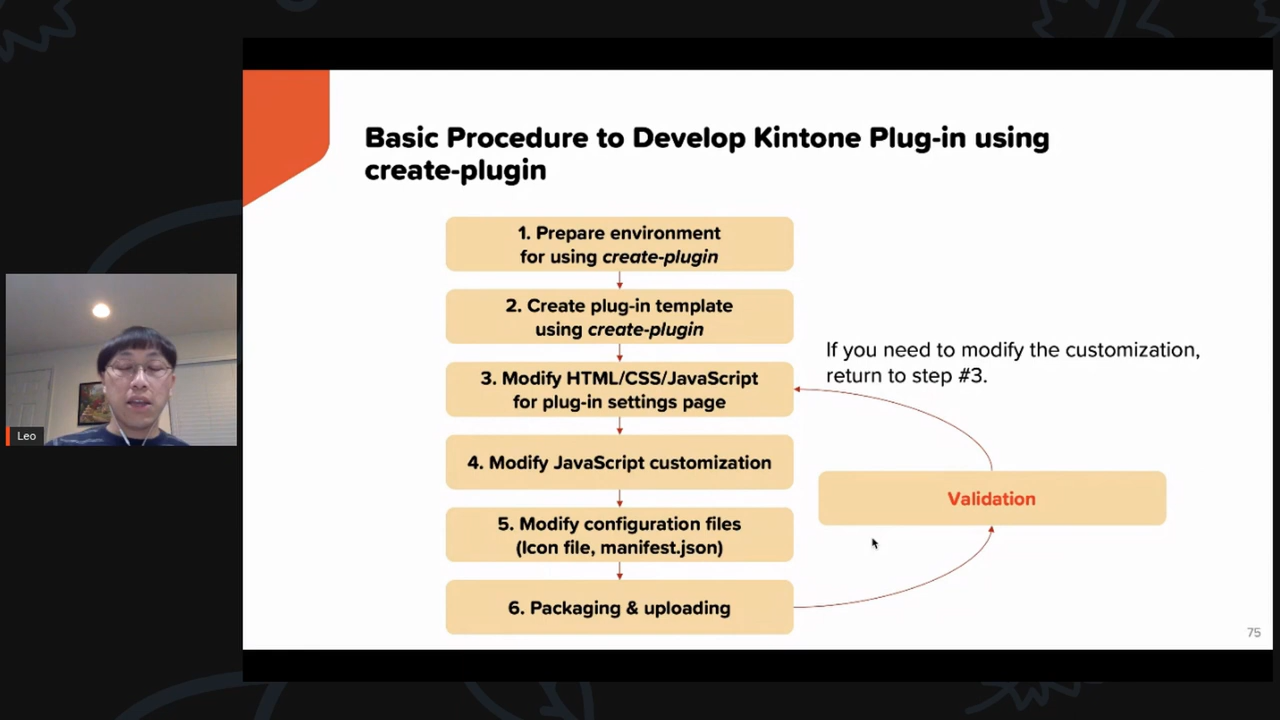 Basic Procedure to Develop Kintone Plug-in using
create-plugin
1. Prepare environment
for using create-plugin
2. Create plug-in template
using create-plugin
3. Modify HTML/CSS/JavaScript
for plug-in settings page
4. Modify JavaScript customization
5. Modify configuration files
(Icon file, manifest.json)
6. Packaging & uploading
If you need to modify the customization,
return to step #3.
Validation
75
Leo